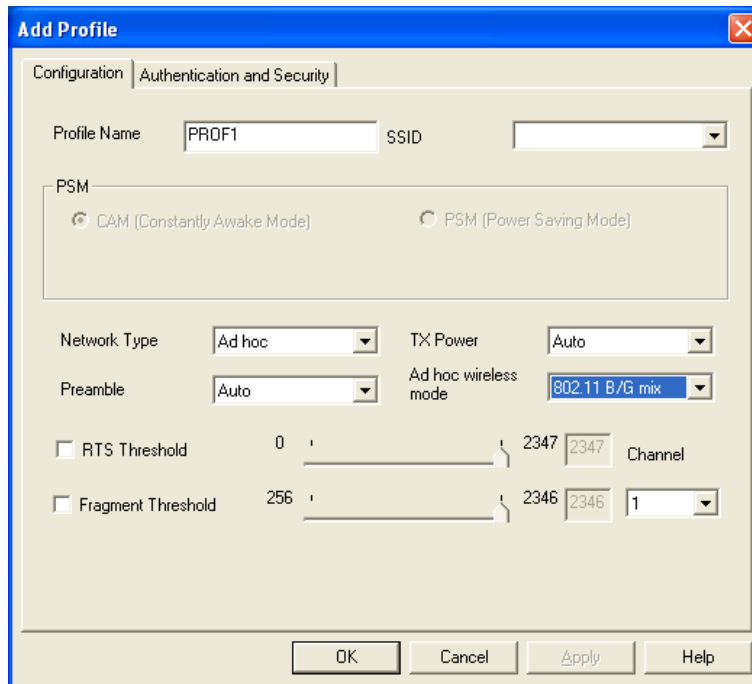 Add Profile
Configuration Authentication and Security
Profile Name PROF1 SSID
PSM
CAM (Constantly Awake Mode) PSM (Power Saving Mode)
Network Type Ad hoc TX Power Auto
Preamble Auto Ad hoc wireless mode 802.11 B/G mix
RTS Threshold 0 2347 2347 Channel
Fragment Threshold 256 2346 2346 1
OK Cancel Apply Help